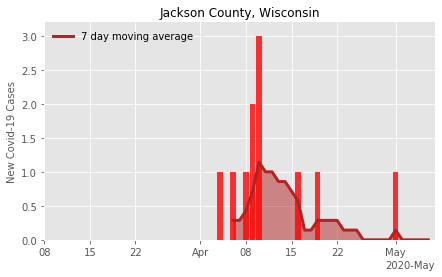 Jackson County, Wisconsin
7 day moving average
New Covid-19 Cases
3.0
2.5
2.0
1.5
1.0
0.5
0.0
08 15 22 Apr 08 15 22 May
2020-May